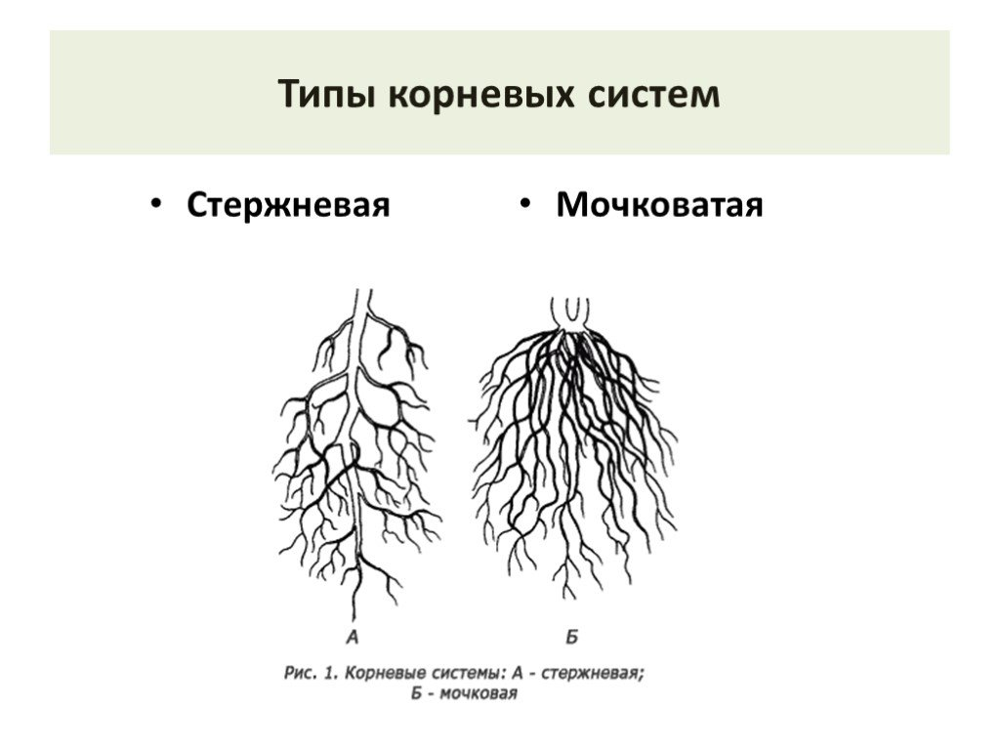 Типы корневых систем
• Стержневая
• Мочковатая
А
Б
Рис. 1. Корневые системы: А - стержневая;
Б - мочковая